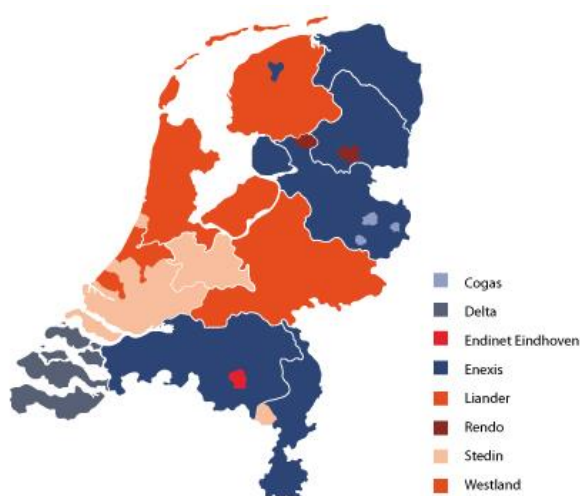 Cogas
Delta
Endinet Eindhoven
Enexis
Liander
Rendo
Stedin
Westland